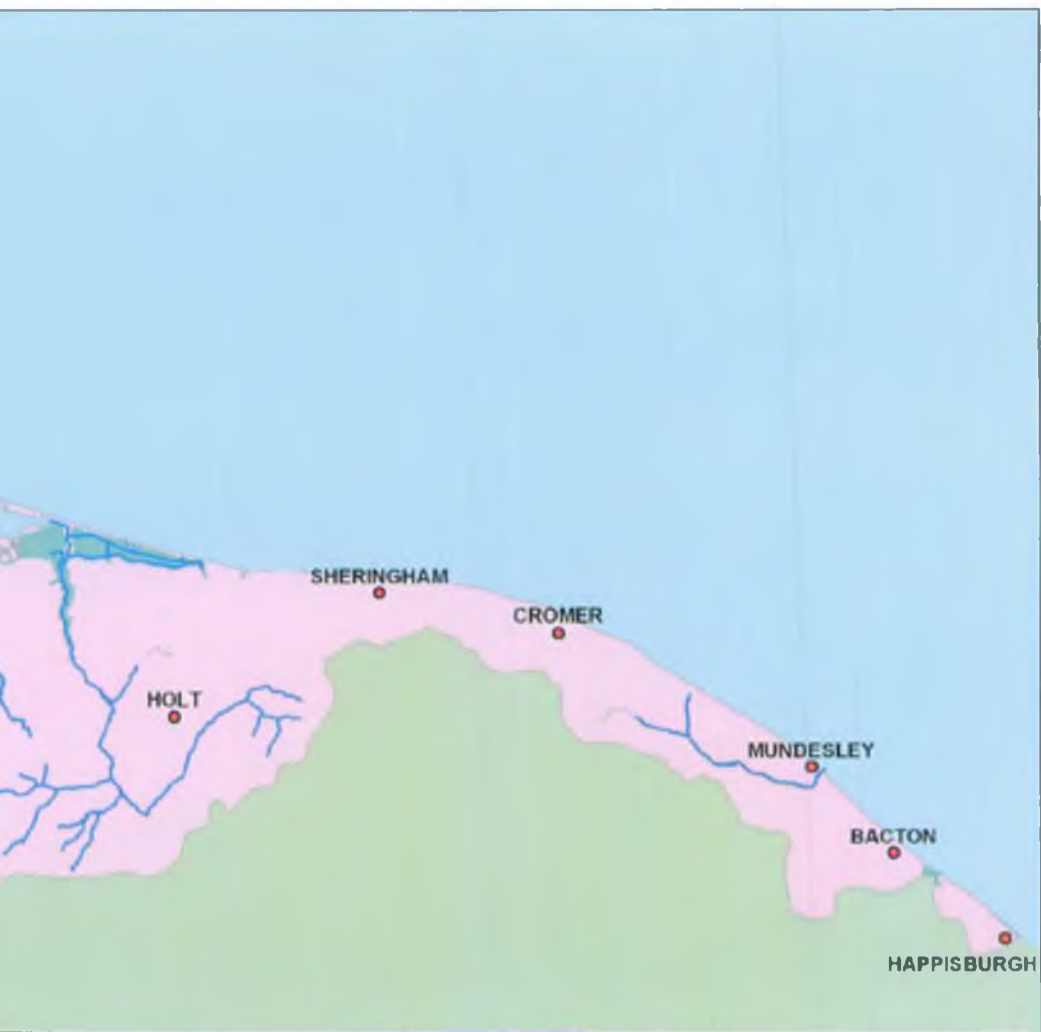 SHERINGHAM
CROMER
HOLT
MUNDESLEY
BACTON
HAPPISBURGH